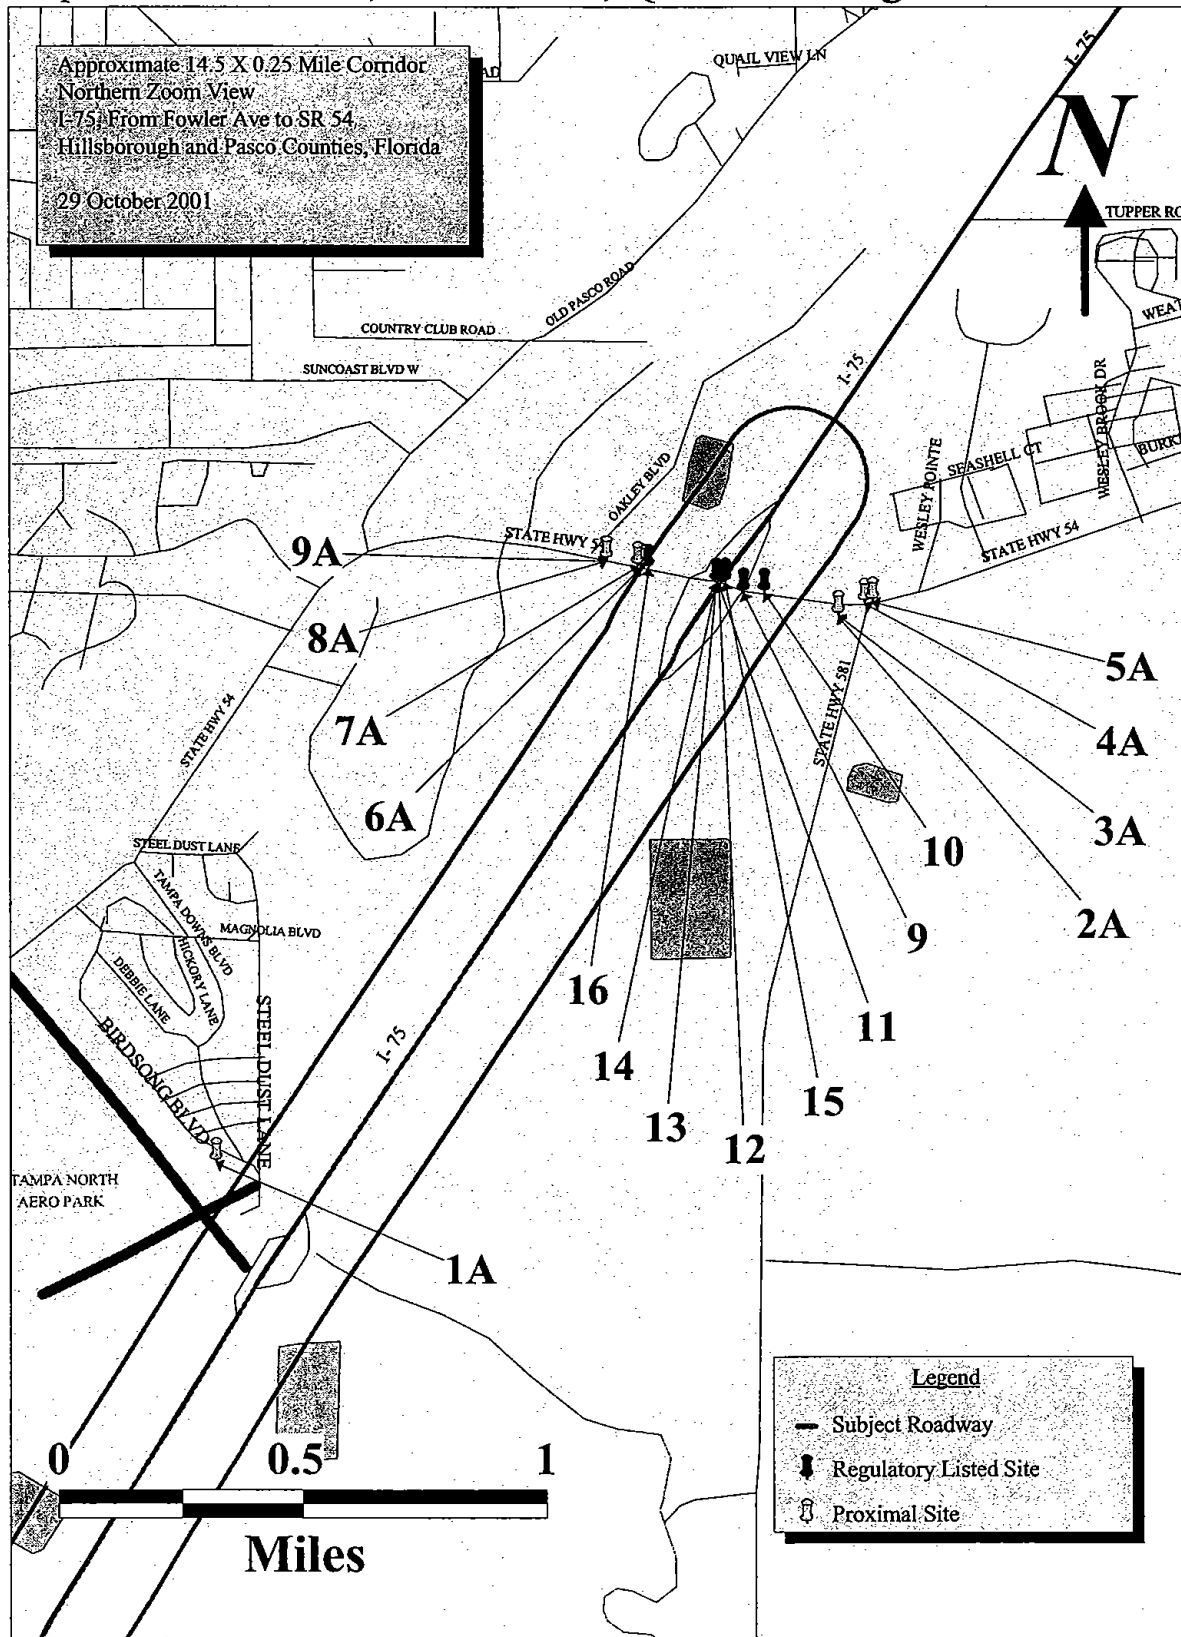 Approximate 14.5 X 0.25 Mile Corridor
Northern Zoom View
I-75: From Fowler Ave to SR 54
Hillsborough and Pasco Counties, Florida
29 October 2001
QUAIL VIEW LN
I-75
N
TUPPER RO
WEAT
OLD PASCO ROAD
COUNTRY CLUB ROAD
SUNCOAST BLVD W
I-75
WESLEY BROOK DR
BURK
SEASHELL CT
WESLEY POINTE
OAKLEY BLVD
STATE HWY 5
STATE HWY 54
9A
8A
7A
6A
5A
4A
3A
2A
10
9
11
15
12
13
14
16
STATE HWY 581
STATE HWY 54
STEEL DUST LANE
TAMPA DOWNS BLVD
MAGNOLIA BLVD
HICKORY LANE
DEBBIE LANE
BIRDSONG BLVD
STEEL DUST LANE
I-75
TAMPA NORTH
AERO PARK
1A
Legend
Subject Roadway
Regulatory Listed Site
Proximal Site
0 0.5 1
Miles